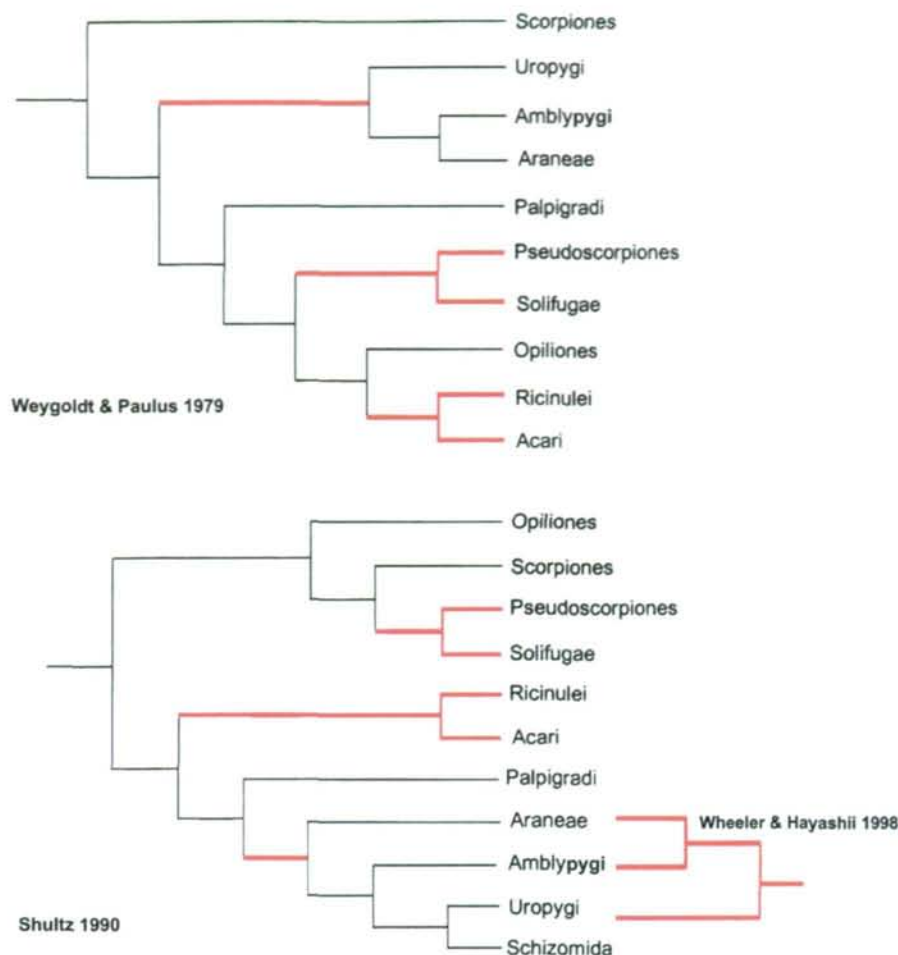 Scorpiones
Uropygi
Amblypygi
Araneae
Palpigradi
Pseudoscorpiones
Solifugae
Opiliones
Ricinulei
Acari
Weygoldt & Paulus 1979
Opiliones
Scorpiones
Pseudoscorpiones
Solifugae
Ricinulei
Acari
Palpigradi
Araneae
Wheeler & Hayashii 1998
Amblypygi
Uropygi
Schizomida
Shultz 1990